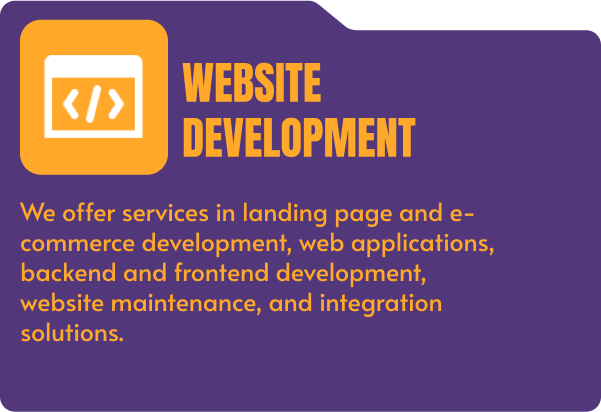 WEBSITE
DEVELOPMENT
We offer services in landing page and e-
commerce development, web applications,
backend and frontend development,
website maintenance, and integration
solutions.